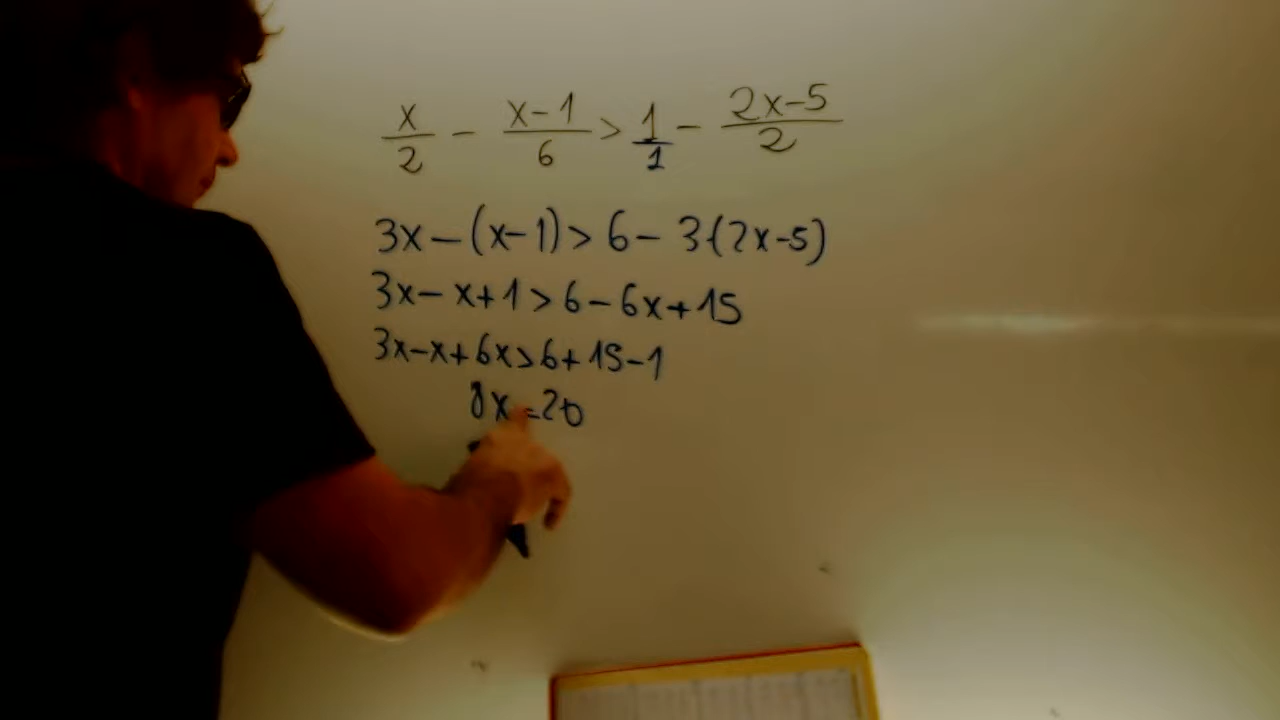 x/2 - x-1/6 > 1/1 - 2x-5/2
3x-(x-1)>6-3·(2x-5)
3x-x+1>6-6x+15
3x-x+6x>6+15-1
8x=20